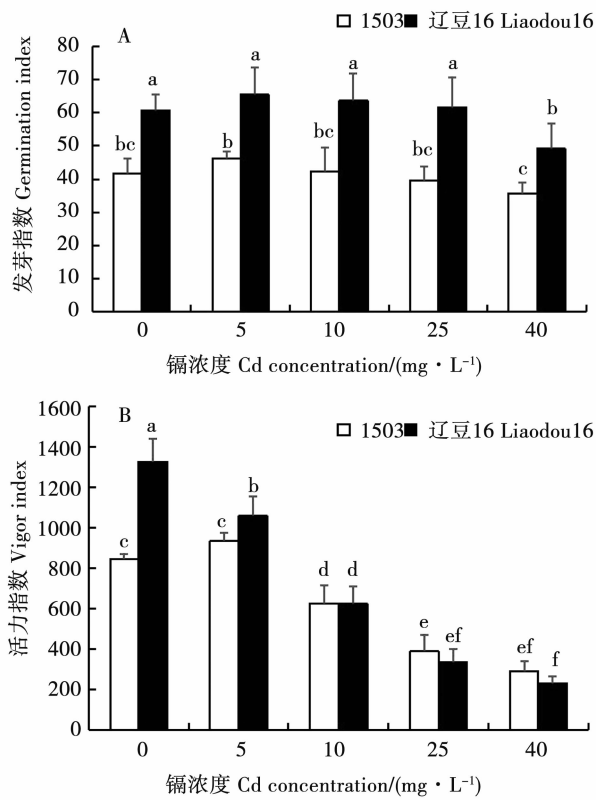 1503 辽豆16 Liaodou16
A
80
70
60
50
40
30
20
10
0
发芽指数 Germination index
bc a b a bc a bc a c b
0 5 10 25 40
镉浓度 Cd concentration/(mg·L⁻¹)
B
1503 辽豆16 Liaodou16
1600
1400
1200
1000
800
600
400
200
0
活力指数 Vigor index
c a c b d d e ef ef f
0 5 10 25 40
镉浓度 Cd concentration/(mg·L⁻¹)